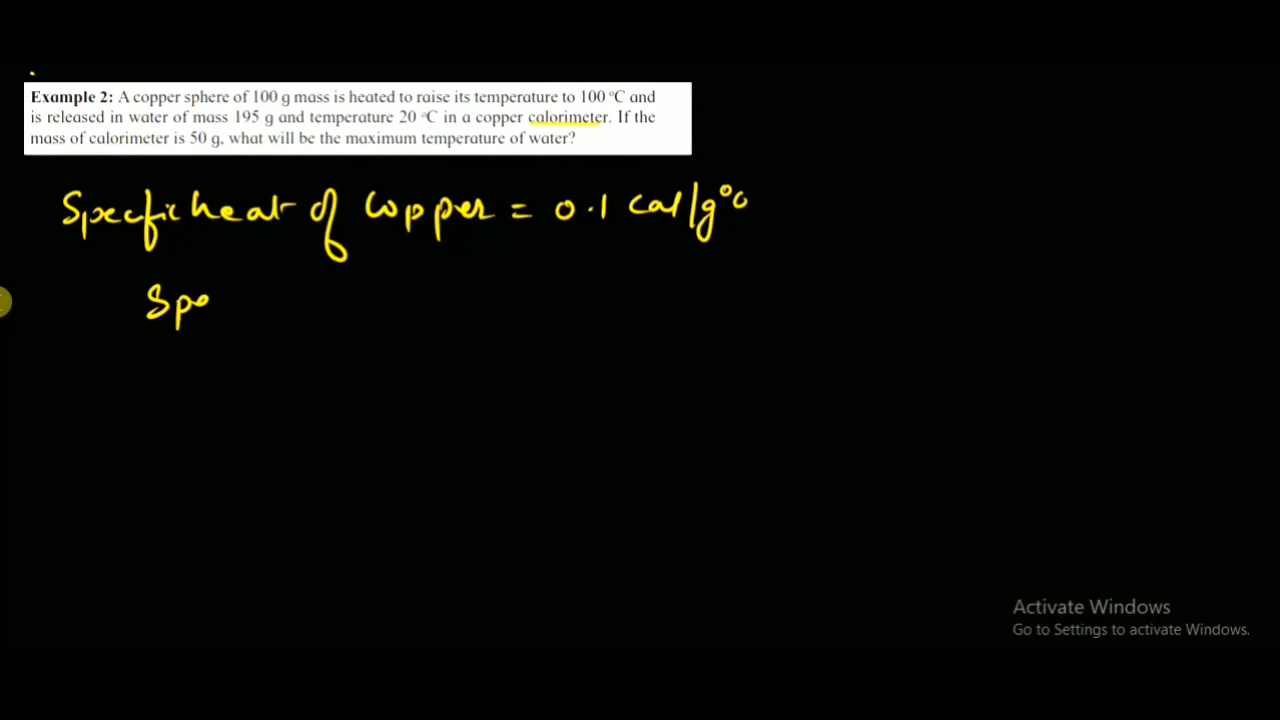 Example 2: A copper sphere of 100 g mass is heated to raise its temperature to 100 °C and
is released in water of mass 195 g and temperature 20 °C in a copper calorimeter. If the
mass of calorimeter is 50 g, what will be the maximum temperature of water?
Specific heat of copper = 0.1 cal/g°C
Spe
Activate Windows
Go to Settings to activate Windows.